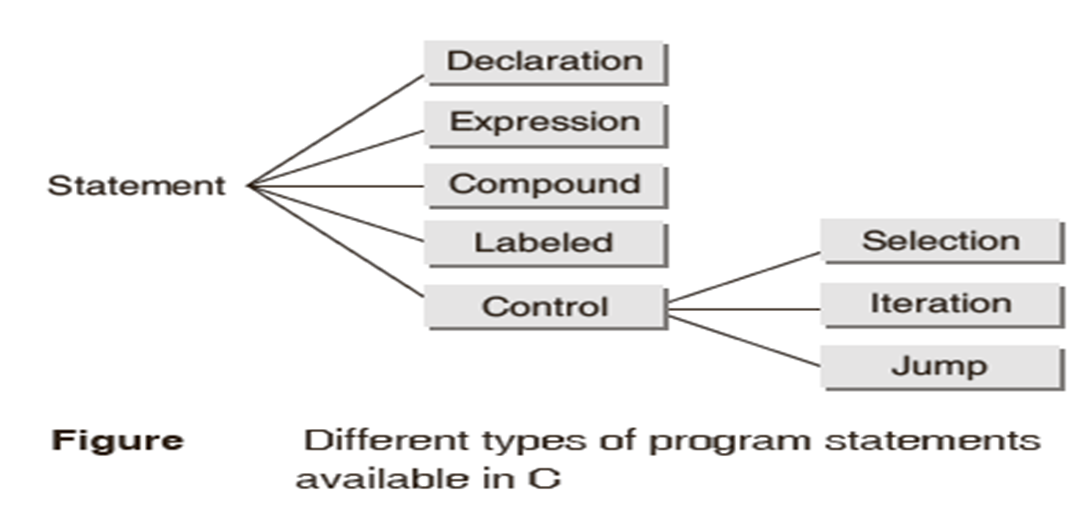 Declaration
Expression
Statement
Compound
Labeled
Control
Selection
Iteration
Jump
Figure Different types of program statements
available in C